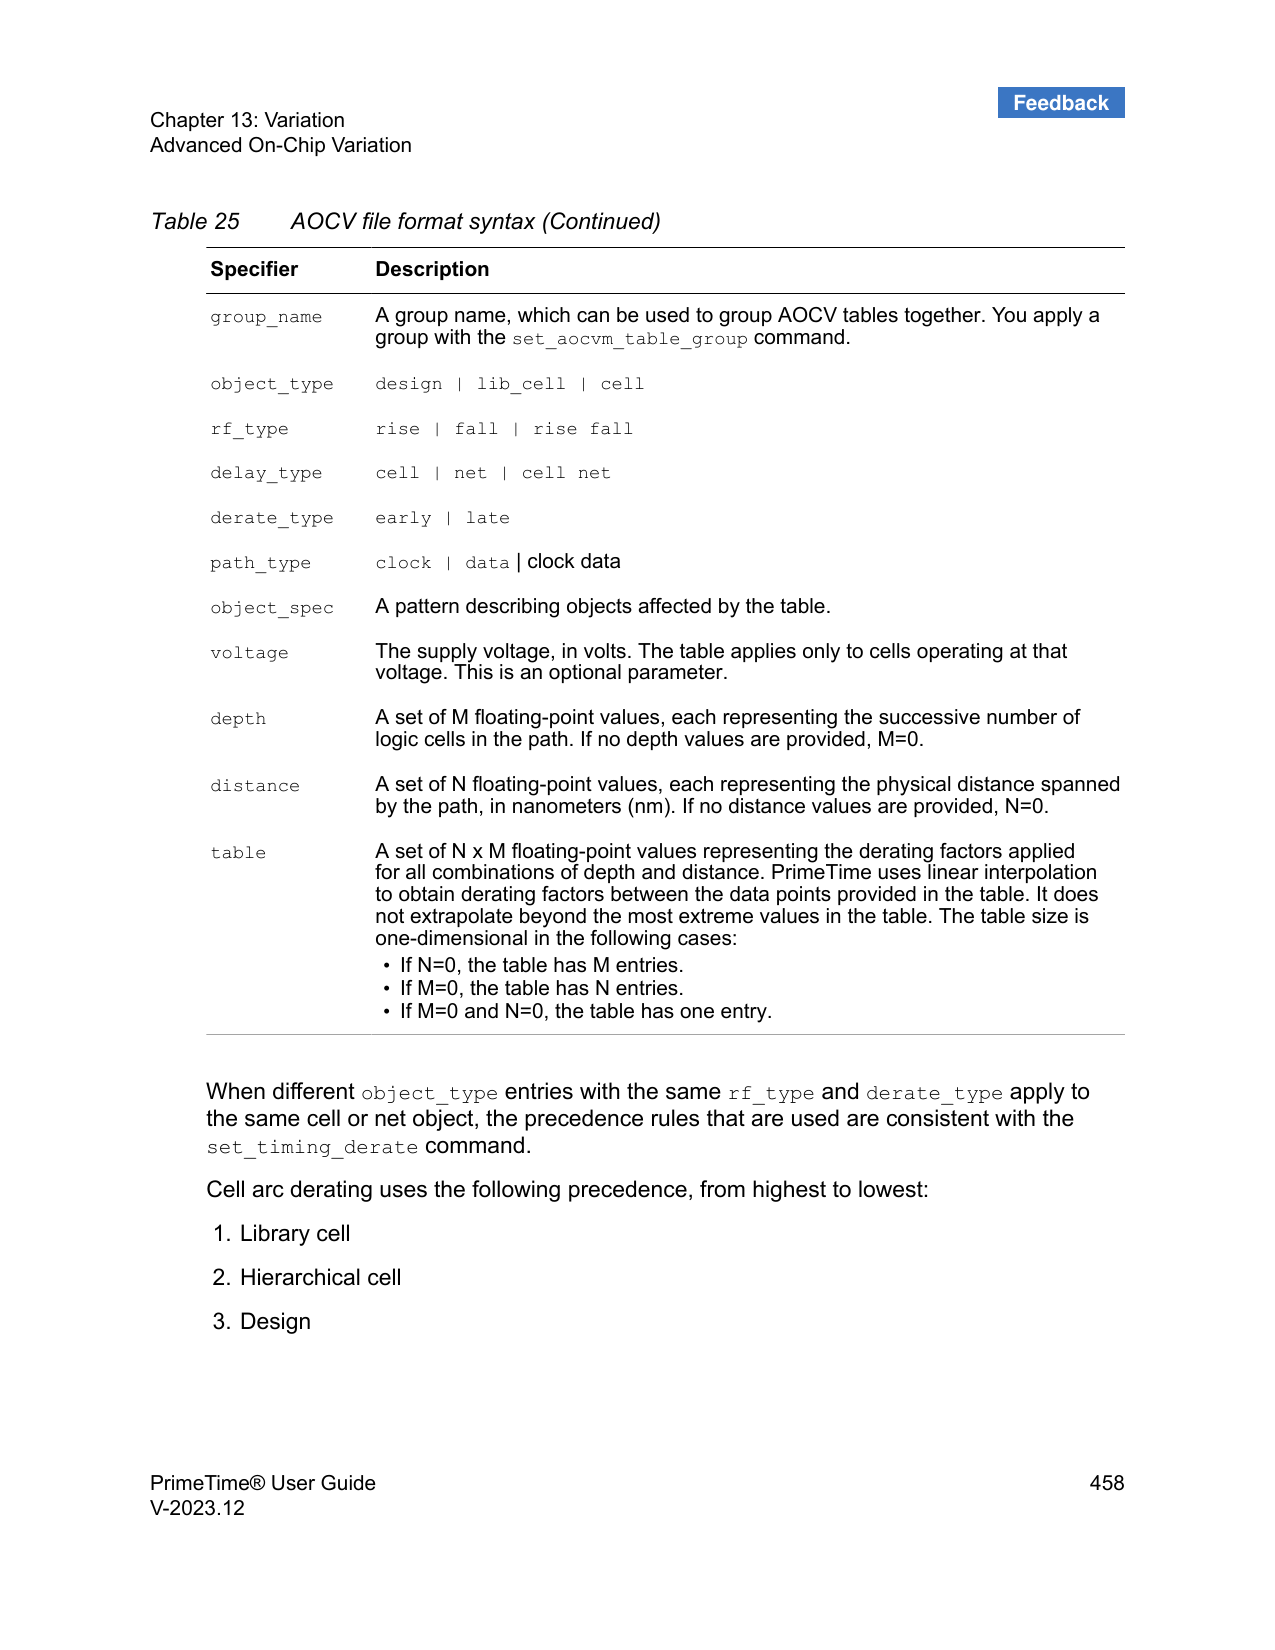 Feedback
Chapter 13: Variation
Advanced On-Chip Variation
Table 25 AOCV file format syntax (Continued)
Specifier Description
group_name A group name, which can be used to group AOCV tables together. You apply a
group with the set_aocvm_table_group command.
object_type design | lib_cell | cell
rf_type rise | fall | rise fall
delay_type cell | net | cell net
derate_type early | late
path_type clock | data | clock data
object_spec A pattern describing objects affected by the table.
voltage The supply voltage, in volts. The table applies only to cells operating at that
voltage. This is an optional parameter.
depth A set of M floating-point values, each representing the successive number of
logic cells in the path. If no depth values are provided, M=0.
distance A set of N floating-point values, each representing the physical distance spanned
by the path, in nanometers (nm). If no distance values are provided, N=0.
table A set of N x M floating-point values representing the derating factors applied
for all combinations of depth and distance. PrimeTime uses linear interpolation
to obtain derating factors between the data points provided in the table. It does
not extrapolate beyond the most extreme values in the table. The table size is
one-dimensional in the following cases:
• If N=0, the table has M entries.
• If M=0, the table has N entries.
• If M=0 and N=0, the table has one entry.
When different object_type entries with the same rf_type and derate_type apply to
the same cell or net object, the precedence rules that are used are consistent with the
set_timing_derate command.
Cell arc derating uses the following precedence, from highest to lowest:
1. Library cell
2. Hierarchical cell
3. Design
PrimeTime® User Guide 458
V-2023.12